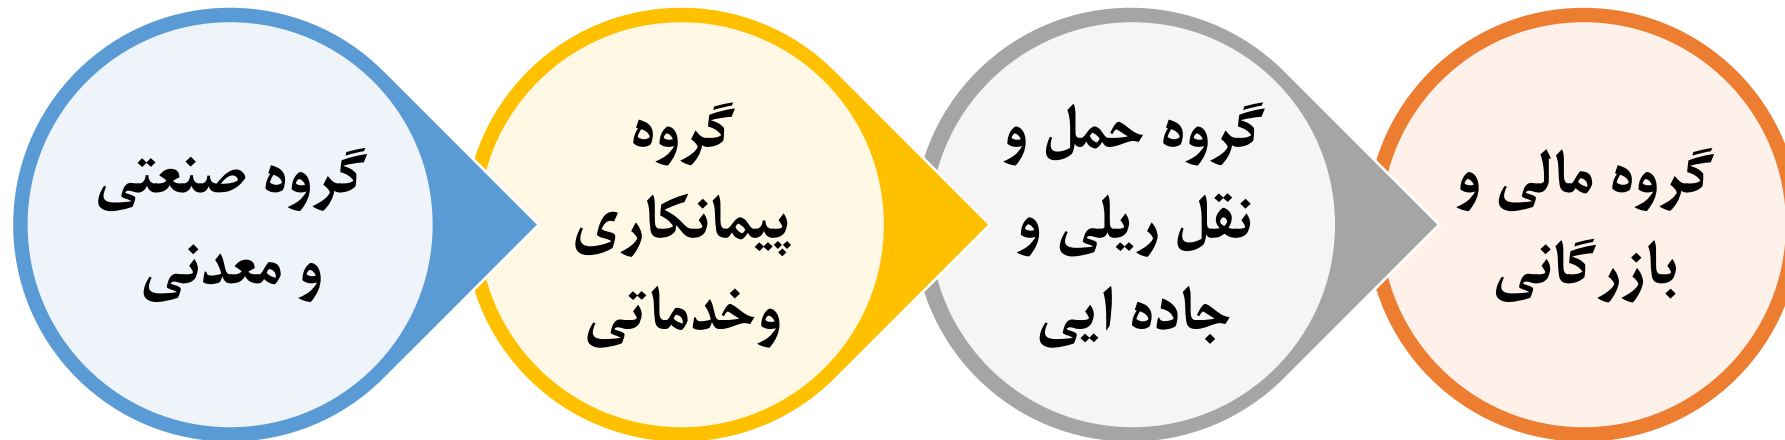 گروه صنعتی
و معدنی
گروه
پیمانکاری
وخدماتی
گروه حمل و
نقل ریلی و
جاده ایی
گروه مالی و
بازرگانی